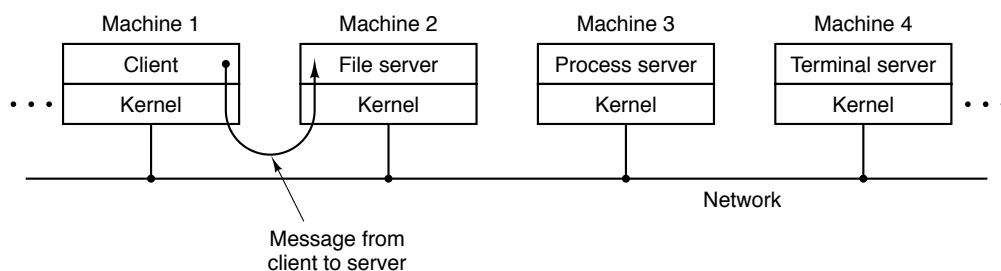 Machine 1
Machine 2
Machine 3
Machine 4
Client
File server
Process server
Terminal server
Kernel
Kernel
Kernel
Kernel
Network
Message from
client to server